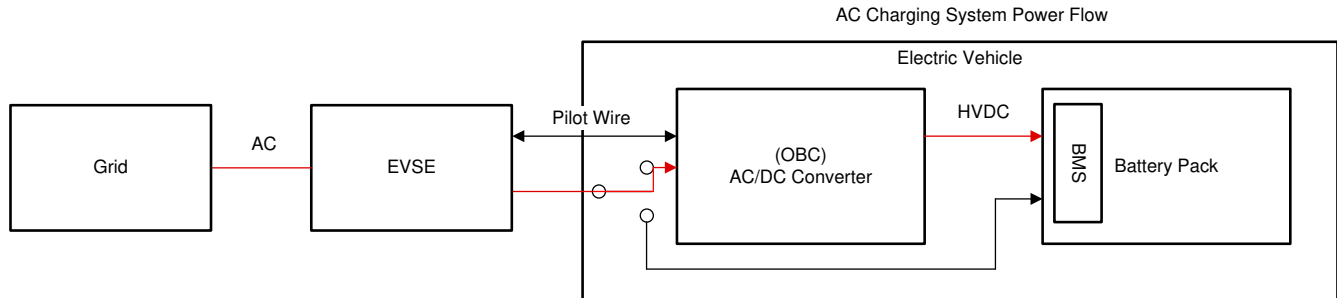 AC Charging System Power Flow
Electric Vehicle
Pilot Wire
HVDC
AC
Grid
EVSE
(OBC)
AC/DC Converter
BMS
Battery Pack